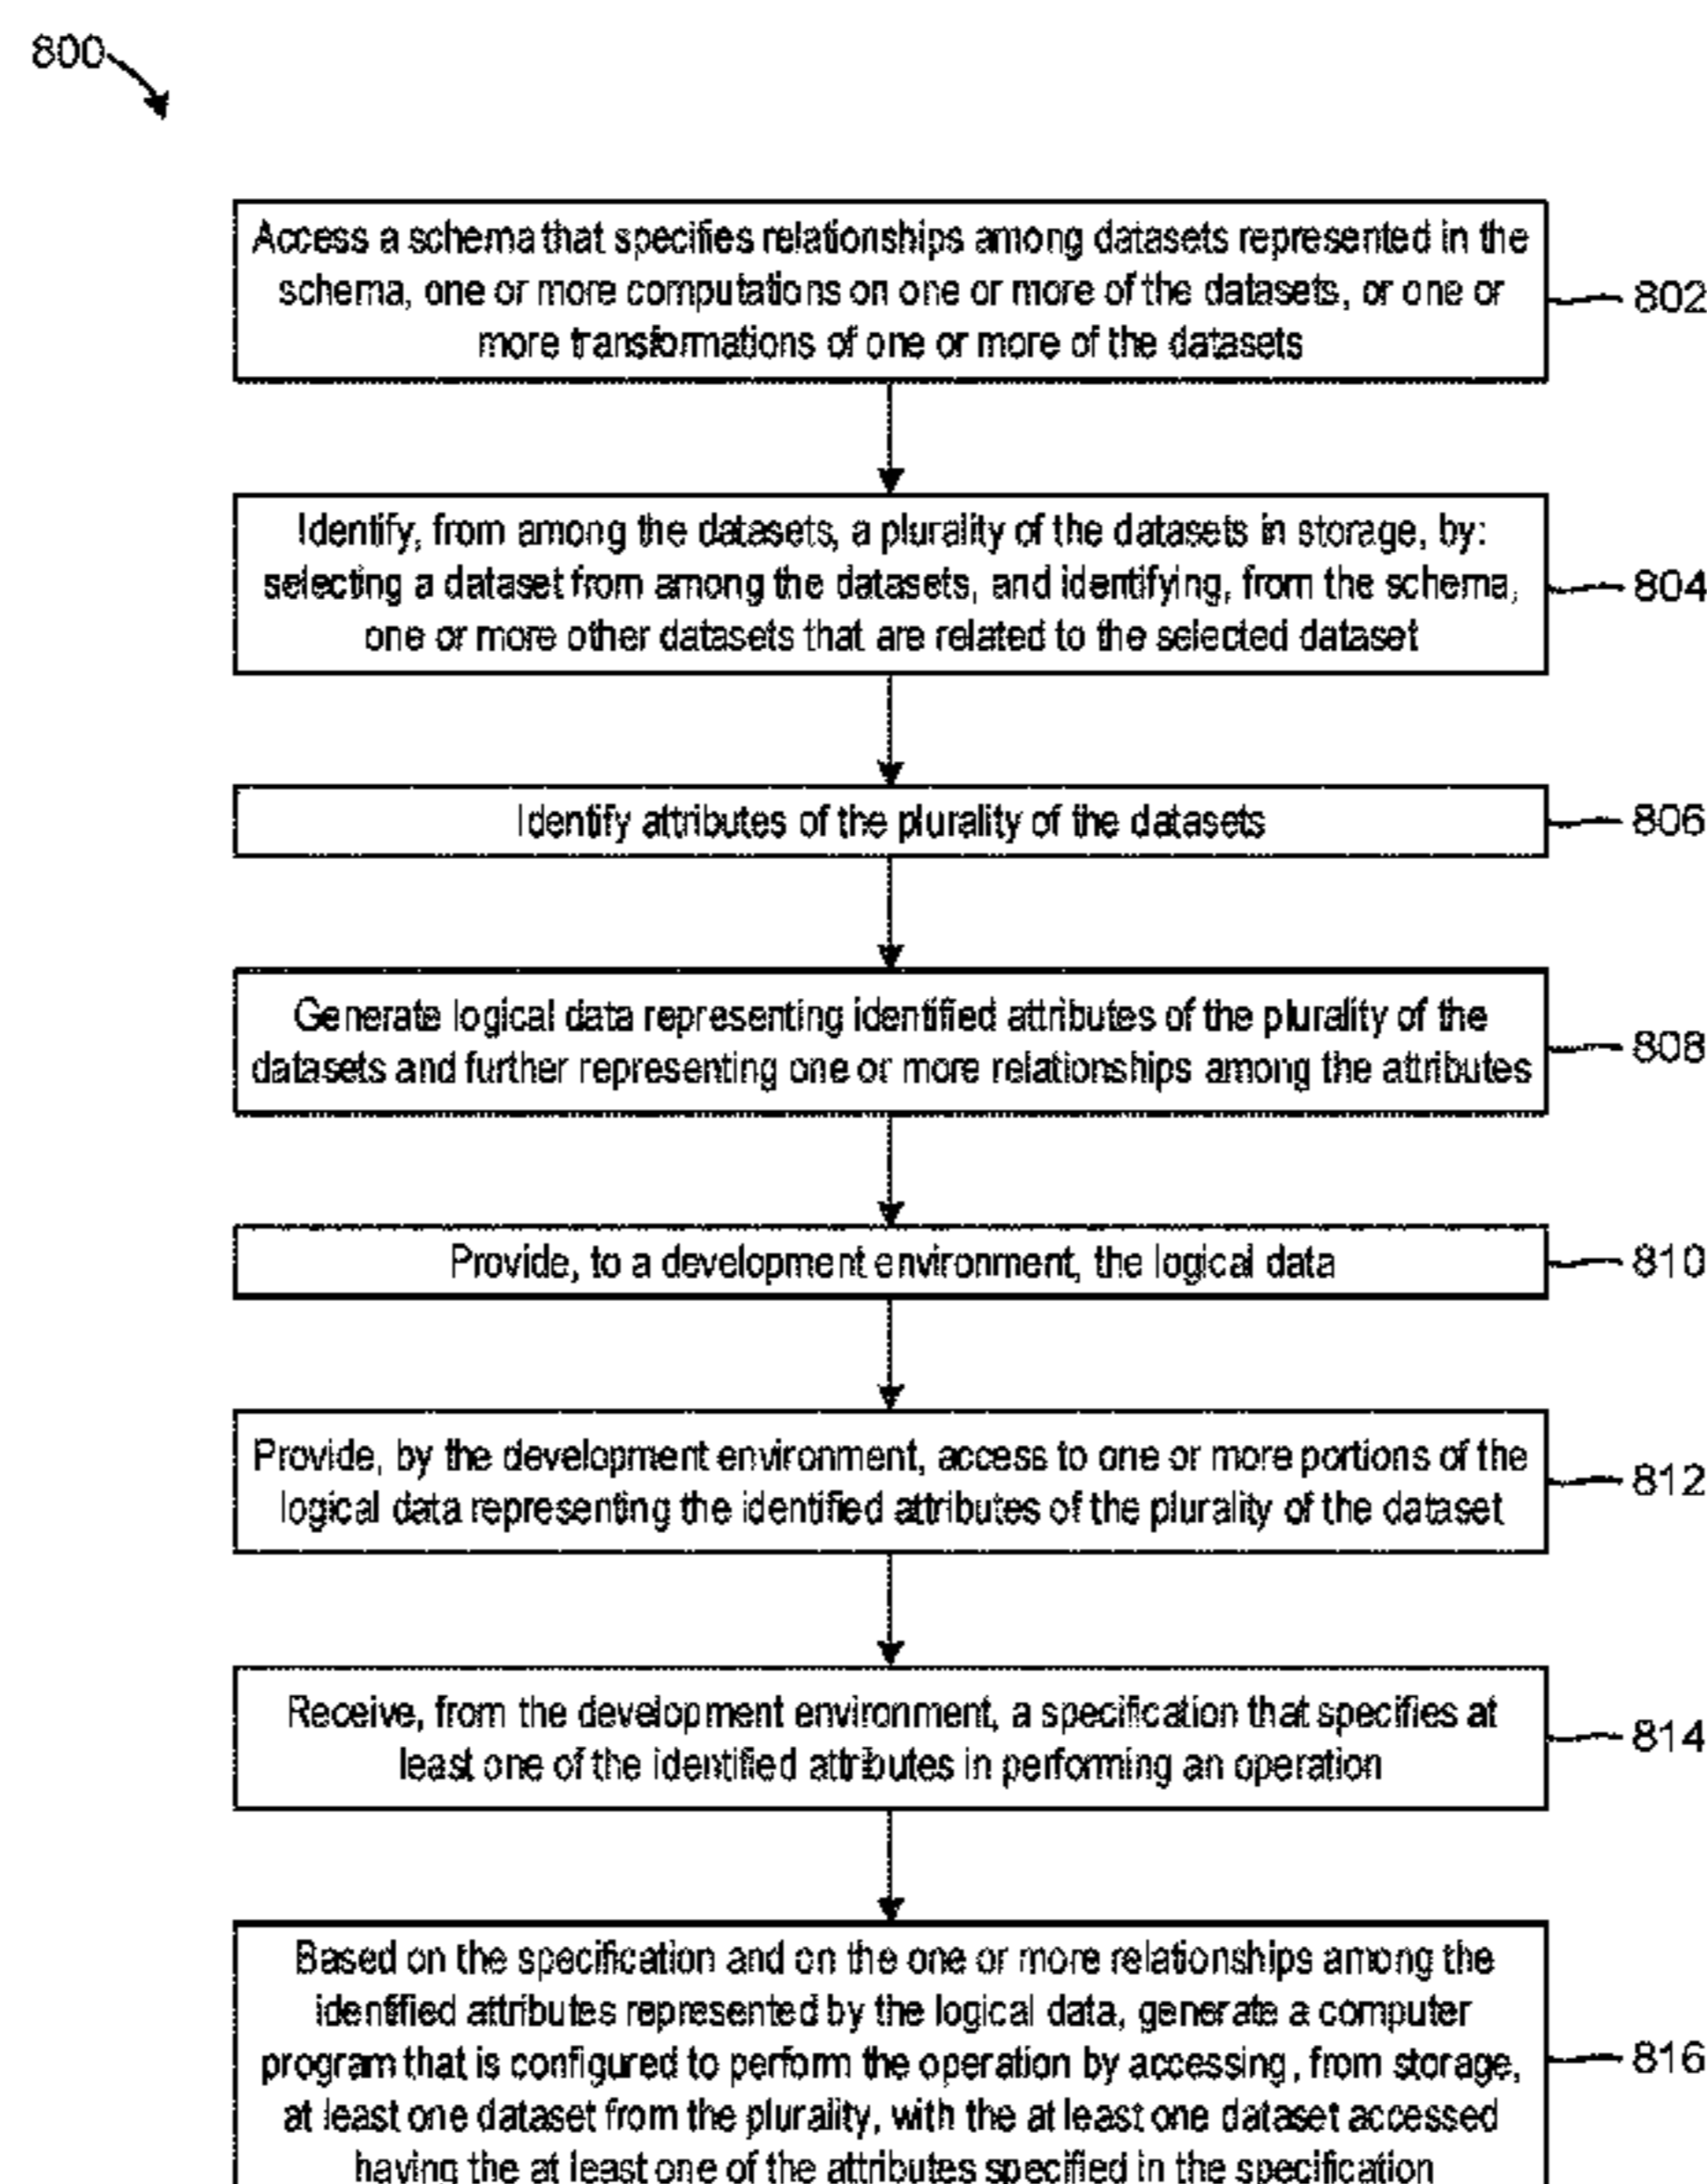 800
Access a schema that specifies relationships among datasets represented in the
schema, one or more computations on one or more of the datasets, or one or
more transformations of one or more of the datasets
802
Identify, from among the datasets, a plurality of the datasets in storage, by:
selecting a dataset from among the datasets, and identifying, from the schema,
one or more other datasets that are related to the selected dataset
804
Identify attributes of the plurality of the datasets
806
Generate logical data representing identified attributes of the plurality of the
datasets and further representing one or more relationships among the attributes
808
Provide, to a development environment, the logical data
810
Provide, by the development environment, access to one or more portions of the
logical data representing the identified attributes of the plurality of the dataset
812
Receive, from the development environment, a specification that specifies at
least one of the identified attributes in performing an operation
814
Based on the specification and on the one or more relationships among the
identified attributes represented by the logical data, generate a computer
program that is configured to perform the operation by accessing, from storage,
at least one dataset from the plurality, with the at least one dataset accessed
having the at least one of the attributes specified in the specification
816